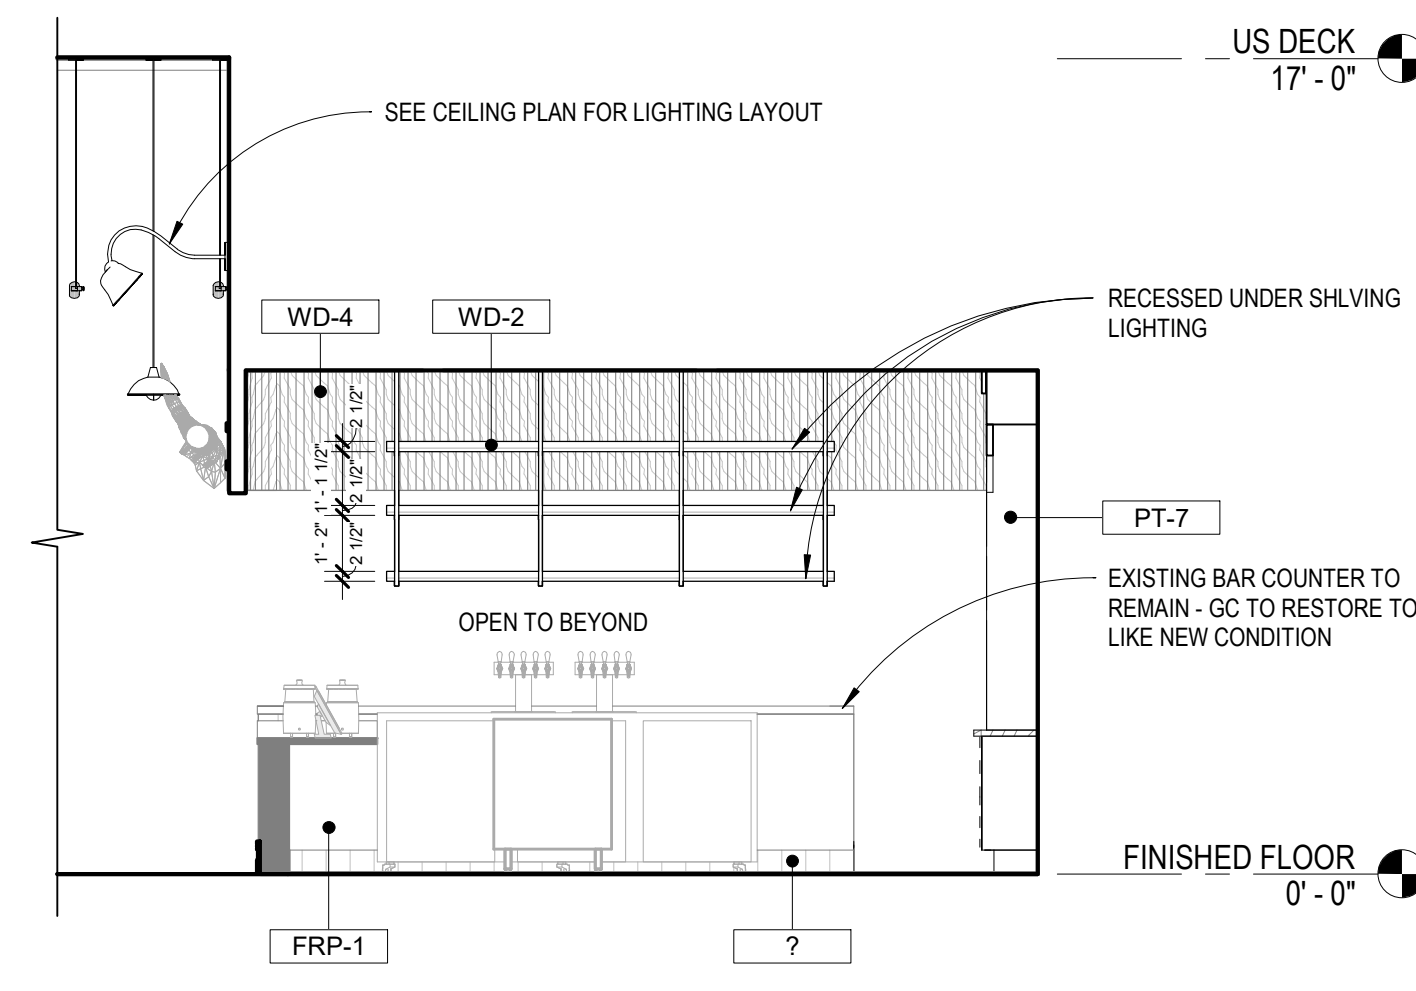 US DECK
17' - 0"
SEE CEILING PLAN FOR LIGHTING LAYOUT
RECESSED UNDER SHLVING
LIGHTING
WD-4
WD-2
2 1/2"
1' - 1 1/2"
2 1/2"
1' - 2"
2 1/2"
PT-7
EXISTING BAR COUNTER TO
REMAIN - GC TO RESTORE TO
LIKE NEW CONDITION
OPEN TO BEYOND
FINISHED FLOOR
0' - 0"
FRP-1
?